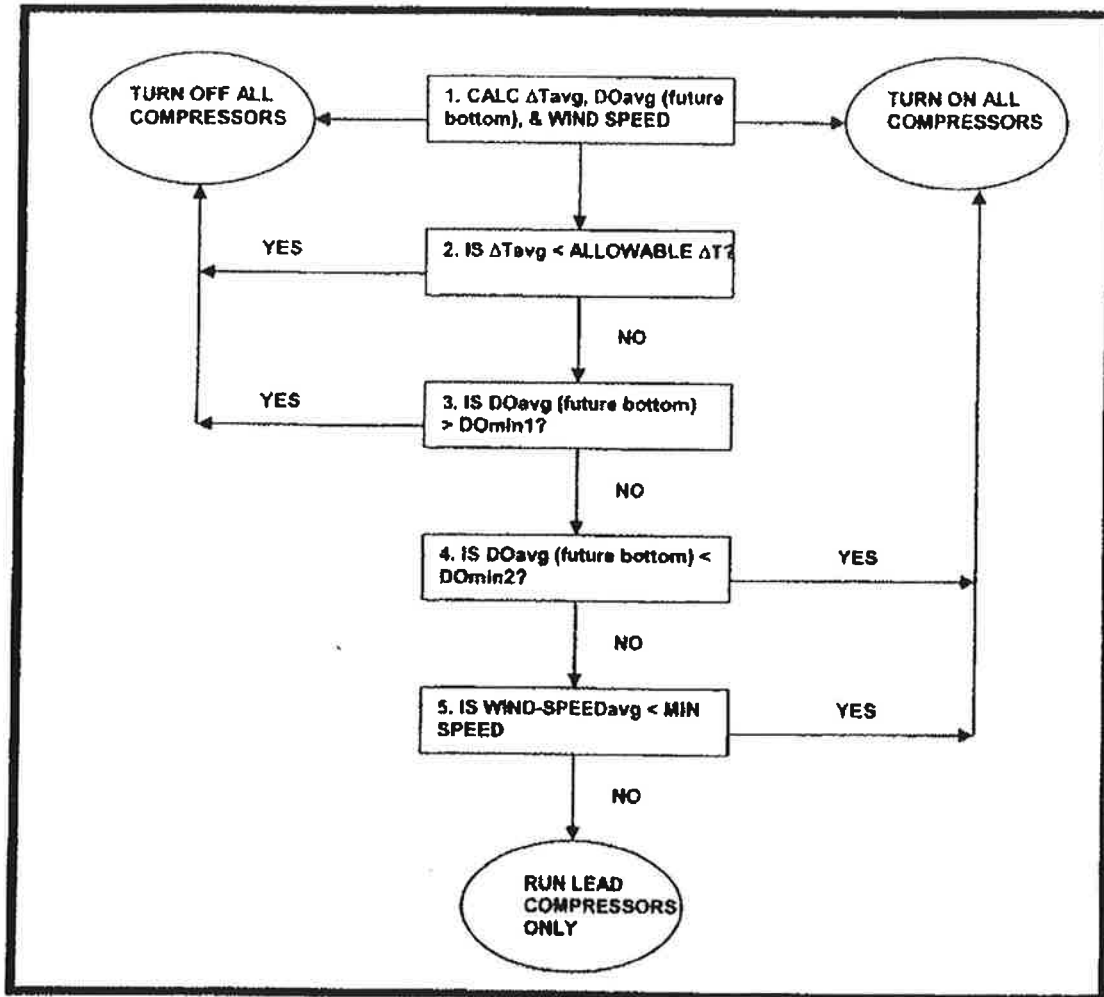 TURN OFF ALL
COMPRESSORS
1. CALC ΔTavg, DOavg (future
bottom), & WIND SPEED
TURN ON ALL
COMPRESSORS
YES
2. IS ΔTavg < ALLOWABLE ΔT?
NO
YES
3. IS DOavg (future bottom)
> DOmin1?
NO
4. IS DOavg (future bottom) <
DOmin2?
YES
NO
5. IS WIND-SPEEDavg < MIN
SPEED
YES
NO
RUN LEAD
COMPRESSORS
ONLY